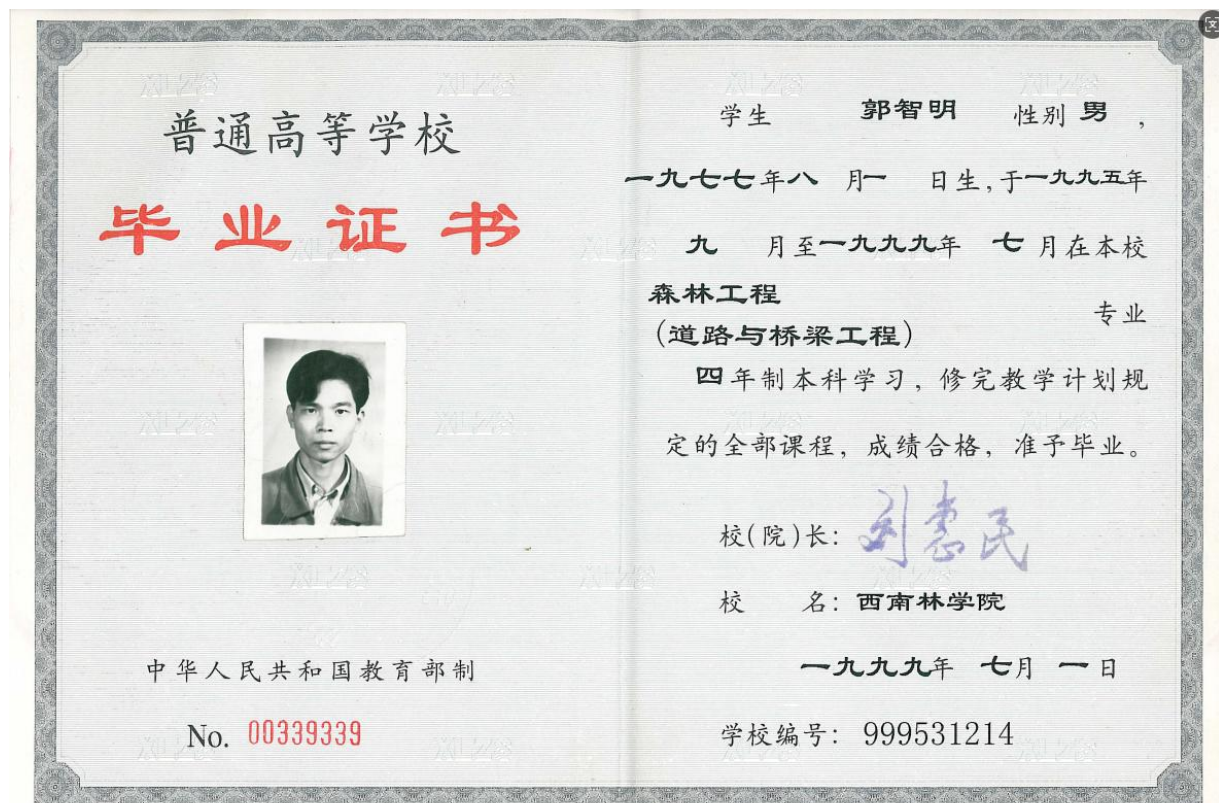 普通高等学校
毕业证书
中华人民共和国教育部制
No. 00339339
学生 郭智明 性别 男，
一九七七年八 月一 日生，于一九九五年
九 月至一九九九年 七月在本校
森林工程
（道路与桥梁工程） 专业
四年制本科学习，修完教学计划规
定的全部课程，成绩合格，准予毕业。
校(院)长：刘惠民
校 名：西南林学院
一九九九年 七月 一日
学校编号：999531214